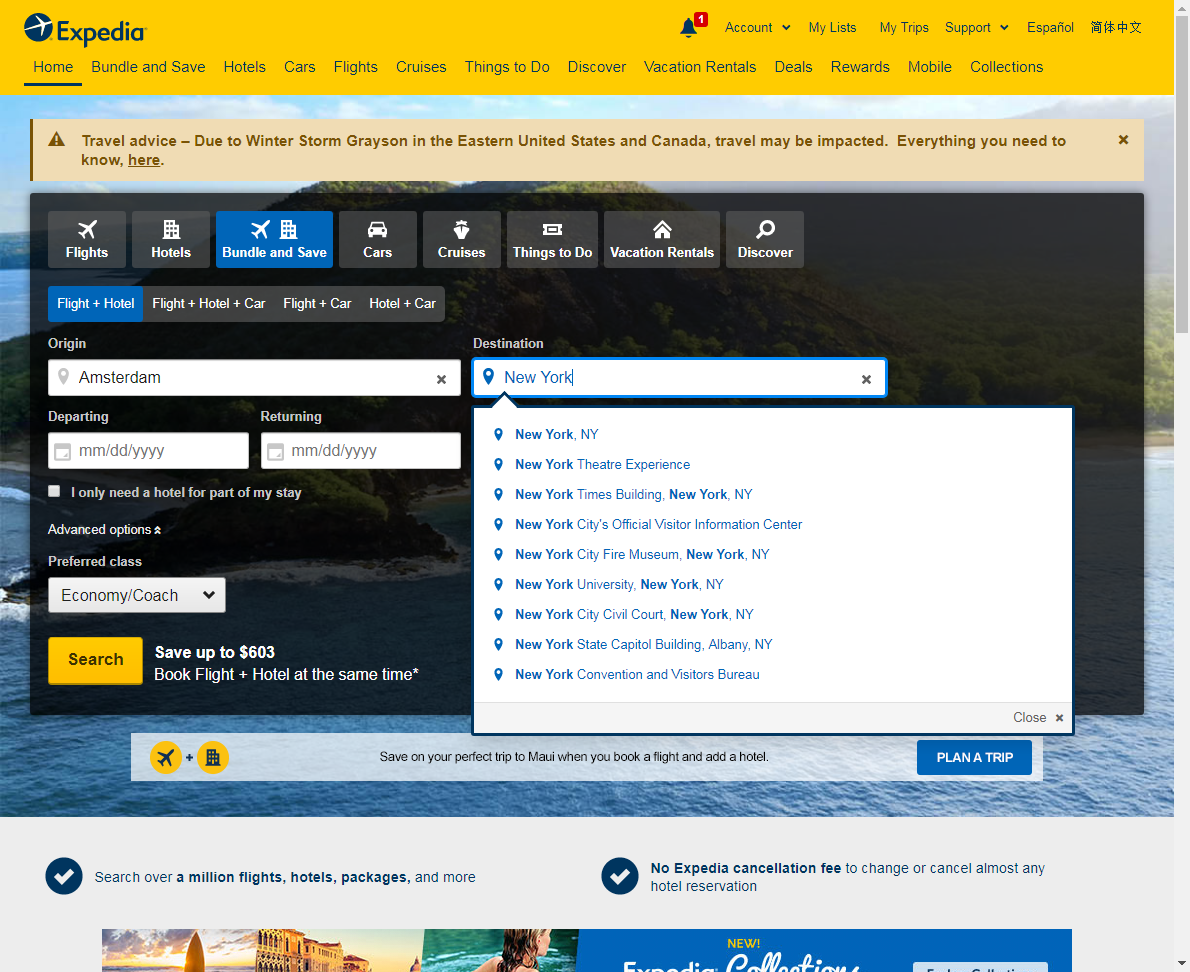 Expedia
1
Account
My Lists
My Trips
Support
Español
简体中文
Home
Bundle and Save
Hotels
Cars
Flights
Cruises
Things to Do
Discover
Vacation Rentals
Deals
Rewards
Mobile
Collections
Travel advice – Due to Winter Storm Grayson in the Eastern United States and Canada, travel may be impacted. Everything you need to
know, here.
Flights
Hotels
Bundle and Save
Cars
Cruises
Things to Do
Vacation Rentals
Discover
Flight + Hotel
Flight + Hotel + Car
Flight + Car
Hotel + Car
Origin
Destination
Amsterdam
New York
Departing
Returning
mm/dd/yyyy
mm/dd/yyyy
I only need a hotel for part of my stay
Advanced options
Preferred class
Economy/Coach
Search
Save up to $603
Book Flight + Hotel at the same time*
New York, NY
New York Theatre Experience
New York Times Building, New York, NY
New York City's Official Visitor Information Center
New York City Fire Museum, New York, NY
New York University, New York, NY
New York City Civil Court, New York, NY
New York State Capitol Building, Albany, NY
New York Convention and Visitors Bureau
Close
+
Save on your perfect trip to Maui when you book a flight and add a hotel.
PLAN A TRIP
Search over a million flights, hotels, packages, and more
No Expedia cancellation fee to change or cancel almost any
hotel reservation
NEW!
Expedia Collections